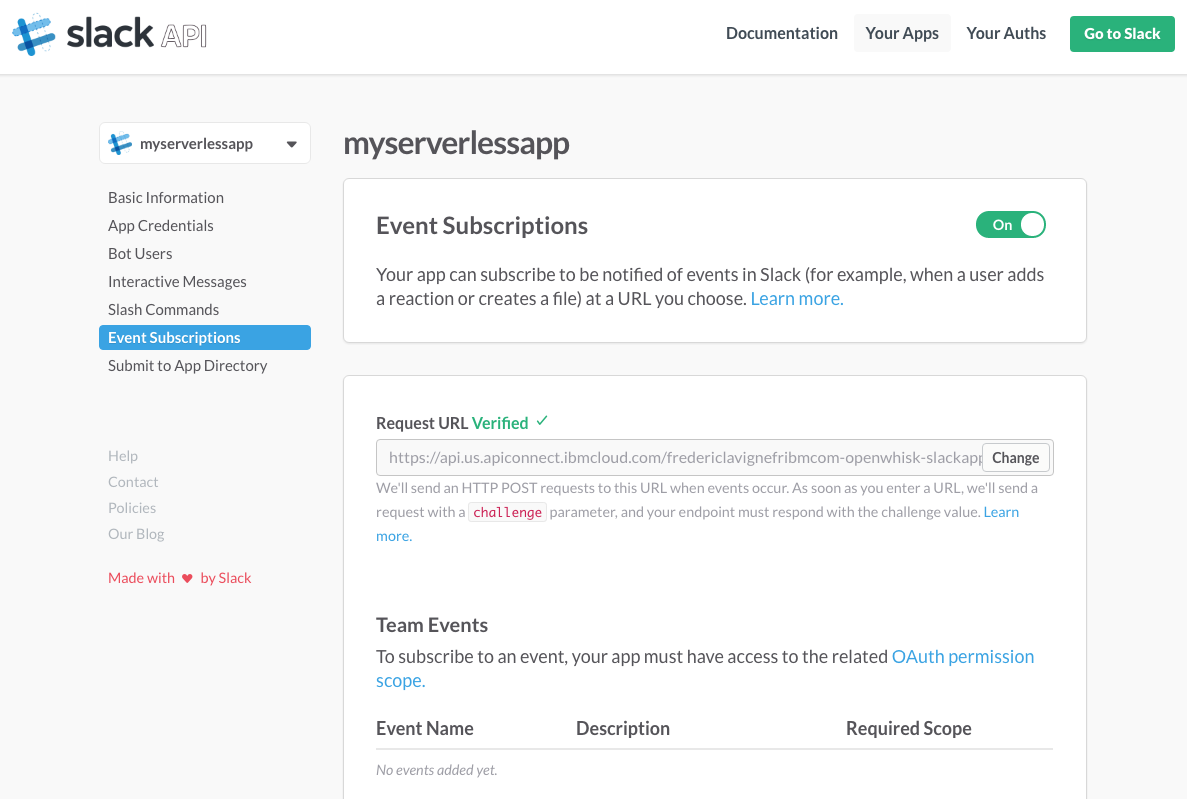 slack API
Documentation
Your Apps
Your Auths
Go to Slack
myserverlessapp
Basic Information
App Credentials
Bot Users
Interactive Messages
Slash Commands
Event Subscriptions
Submit to App Directory
Help
Contact
Policies
Our Blog
Made with ♥ by Slack
myserverlessapp
Event Subscriptions
On
Your app can subscribe to be notified of events in Slack (for example, when a user adds
a reaction or creates a file) at a URL you choose. Learn more.
Request URL Verified ✓
https://api.us.apiconnect.ibmcloud.com/fredericlavignefribmcom-openwhisk-slackapp
Change
We'll send an HTTP POST requests to this URL when events occur. As soon as you enter a URL, we'll send a
request with a challenge parameter, and your endpoint must respond with the challenge value. Learn
more.
Team Events
To subscribe to an event, your app must have access to the related OAuth permission
scope.
Event Name
Description
Required Scope
No events added yet.